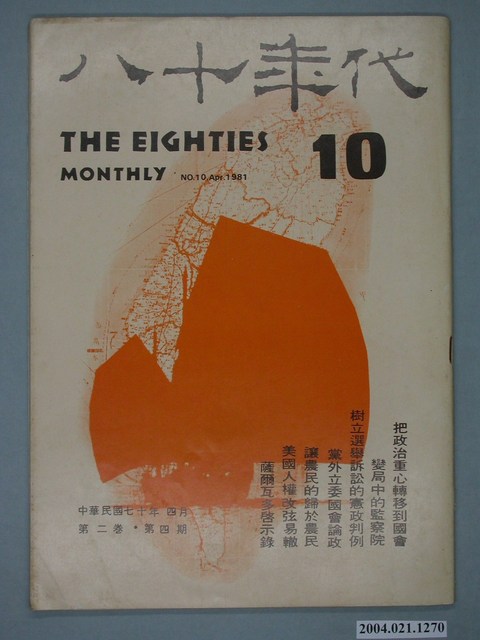 八十年代
THE EIGHTIES
MONTHLY NO.10 Apr.1981
10
把政治重心轉移到國會
變局中的監察院
樹立選舉訴訟的憲政判例
黨外立委國會論政
讓農民的歸於農民
美國人權改弦易轍
薩爾瓦多啓示錄
中華民國七十年 四月
第二卷・第四期
2004.021.1270